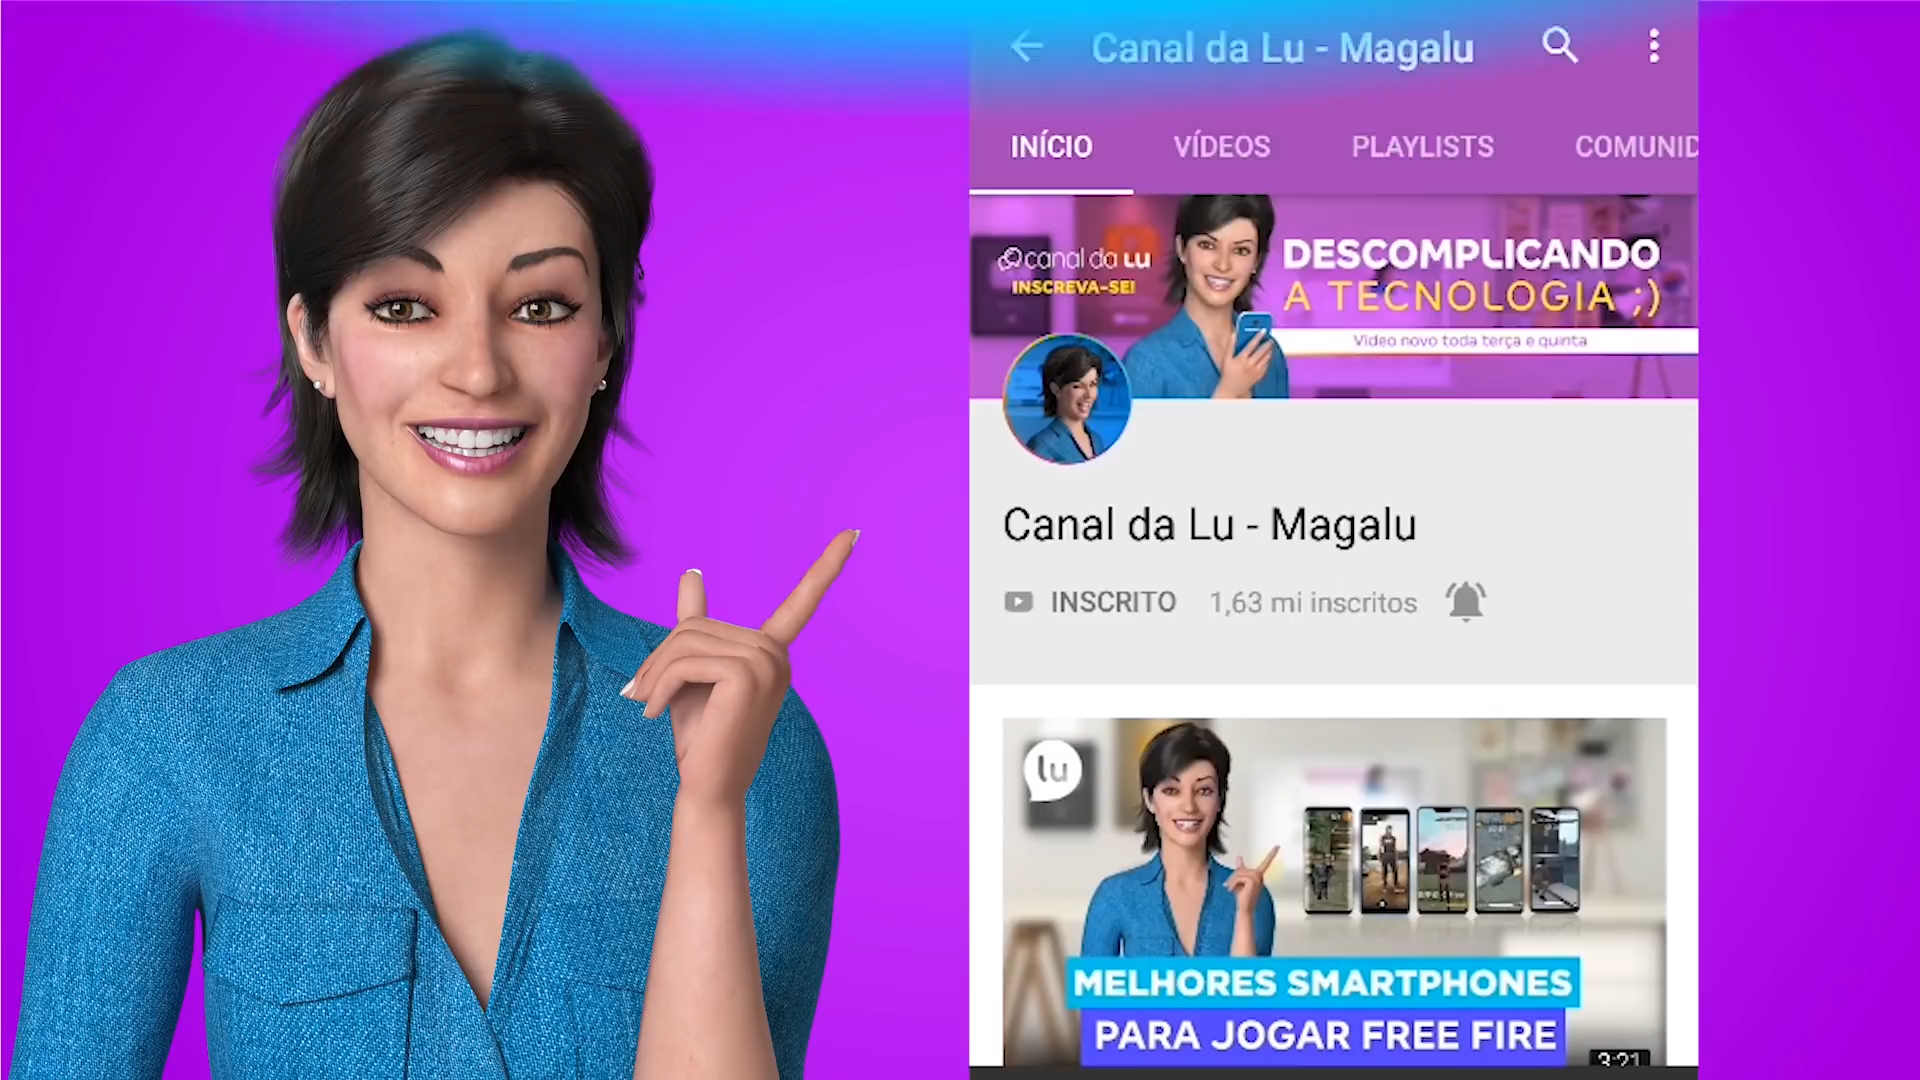 Canal da Lu - Magalu
INÍCIO VÍDEOS PLAYLISTS COMUNID
canal da Lu
INSCREVA-SE!
DESCOMPLICANDO
A TECNOLOGIA ;)
Vídeo novo toda terça e quinta
Canal da Lu - Magalu
INSCRITO 1,63 mi inscritos
lu
MELHORES SMARTPHONES
PARA JOGAR FREE FIRE
3:21